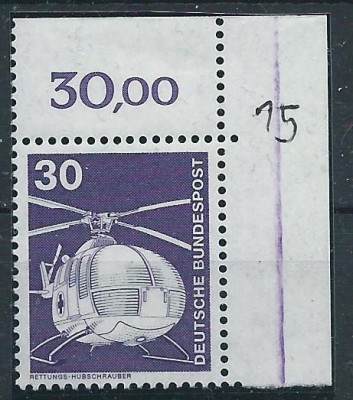 30,00
15
30
DEUTSCHE BUNDESPOST
RETTUNGS-HUBSCHRAUBER